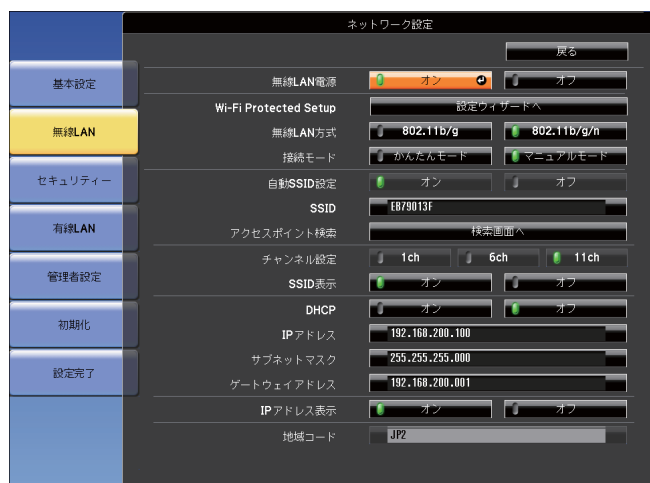 ネットワーク設定
戻る
基本設定
無線LAN
セキュリティー
有線LAN
管理者設定
初期化
設定完了
無線LAN電源 オン オフ
Wi-Fi Protected Setup 設定ウィザードへ
無線LAN方式 802.11b/g 802.11b/g/n
接続モード かんたんモード マニュアルモード
自動SSID設定 オン オフ
SSID EB79013F
アクセスポイント検索 検索画面へ
チャンネル設定 1ch 6ch 11ch
SSID表示 オン オフ
DHCP オン オフ
IPアドレス 192.168.200.100
サブネットマスク 255.255.255.000
ゲートウェイアドレス 192.168.200.001
IPアドレス表示 オン オフ
地域コード JP2